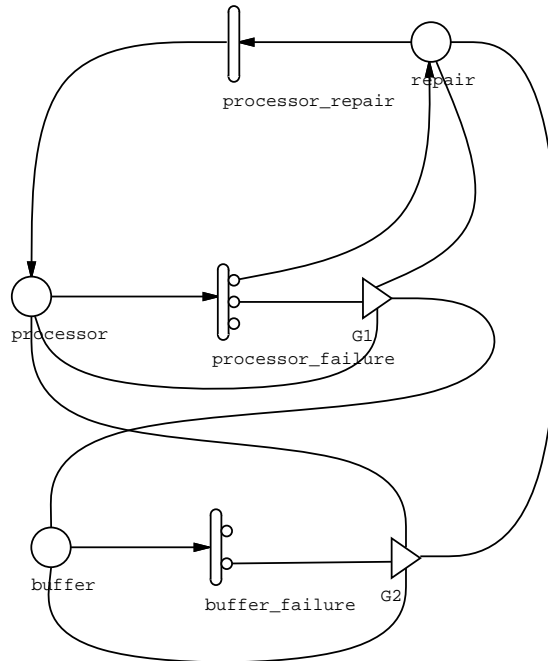 repair
processor_repair
processor
G1
processor_failure
buffer
G2
buffer_failure